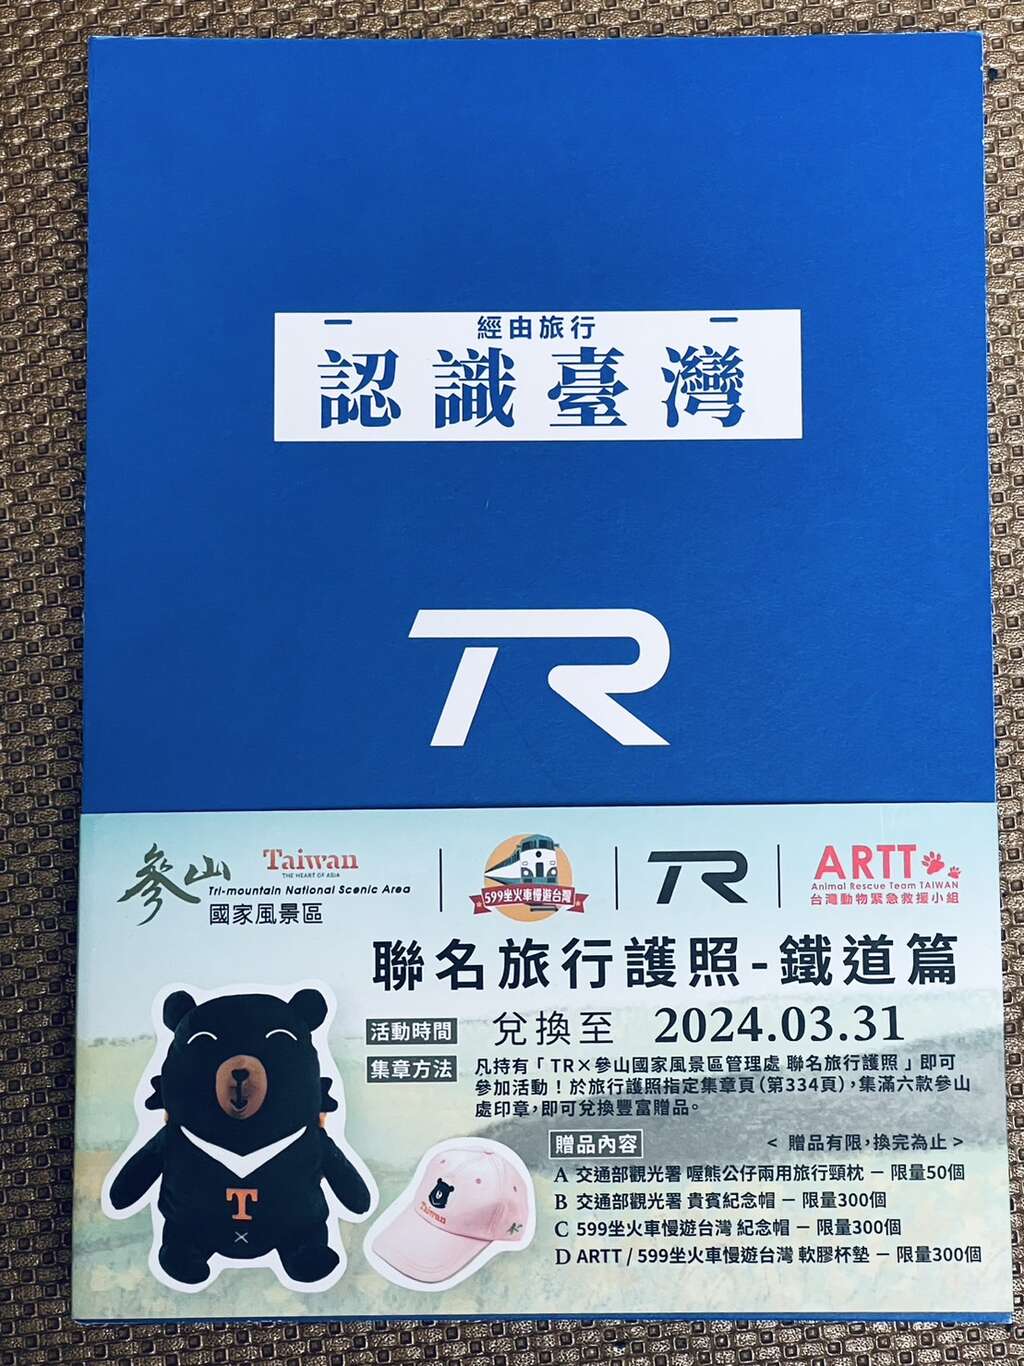 經由旅行
認識臺灣
TR
參山
Taiwan
THE HEART OF ASIA
Tri-mountain National Scenic Area
國家風景區
599坐火車慢遊台灣
TR
ARTT
Animal Rescue Team TAIWAN
台灣動物緊急救援小組
聯名旅行護照-鐵道篇
活動時間 兌換至 2024.03.31
集章方法 凡持有「TR×參山國家風景區管理處 聯名旅行護照」即可
參加活動!於旅行護照指定集章頁(第334頁),集滿六款參山
處印章,即可兌換豐富贈品。
贈品內容 < 贈品有限,換完為止 >
A 交通部觀光署 喔熊公仔兩用旅行頸枕 － 限量50個
B 交通部觀光署 貴賓紀念帽 － 限量300個
C 599坐火車慢遊台灣 紀念帽 － 限量300個
D ARTT / 599坐火車慢遊台灣 軟膠杯墊 － 限量300個
T
×
Taiwan